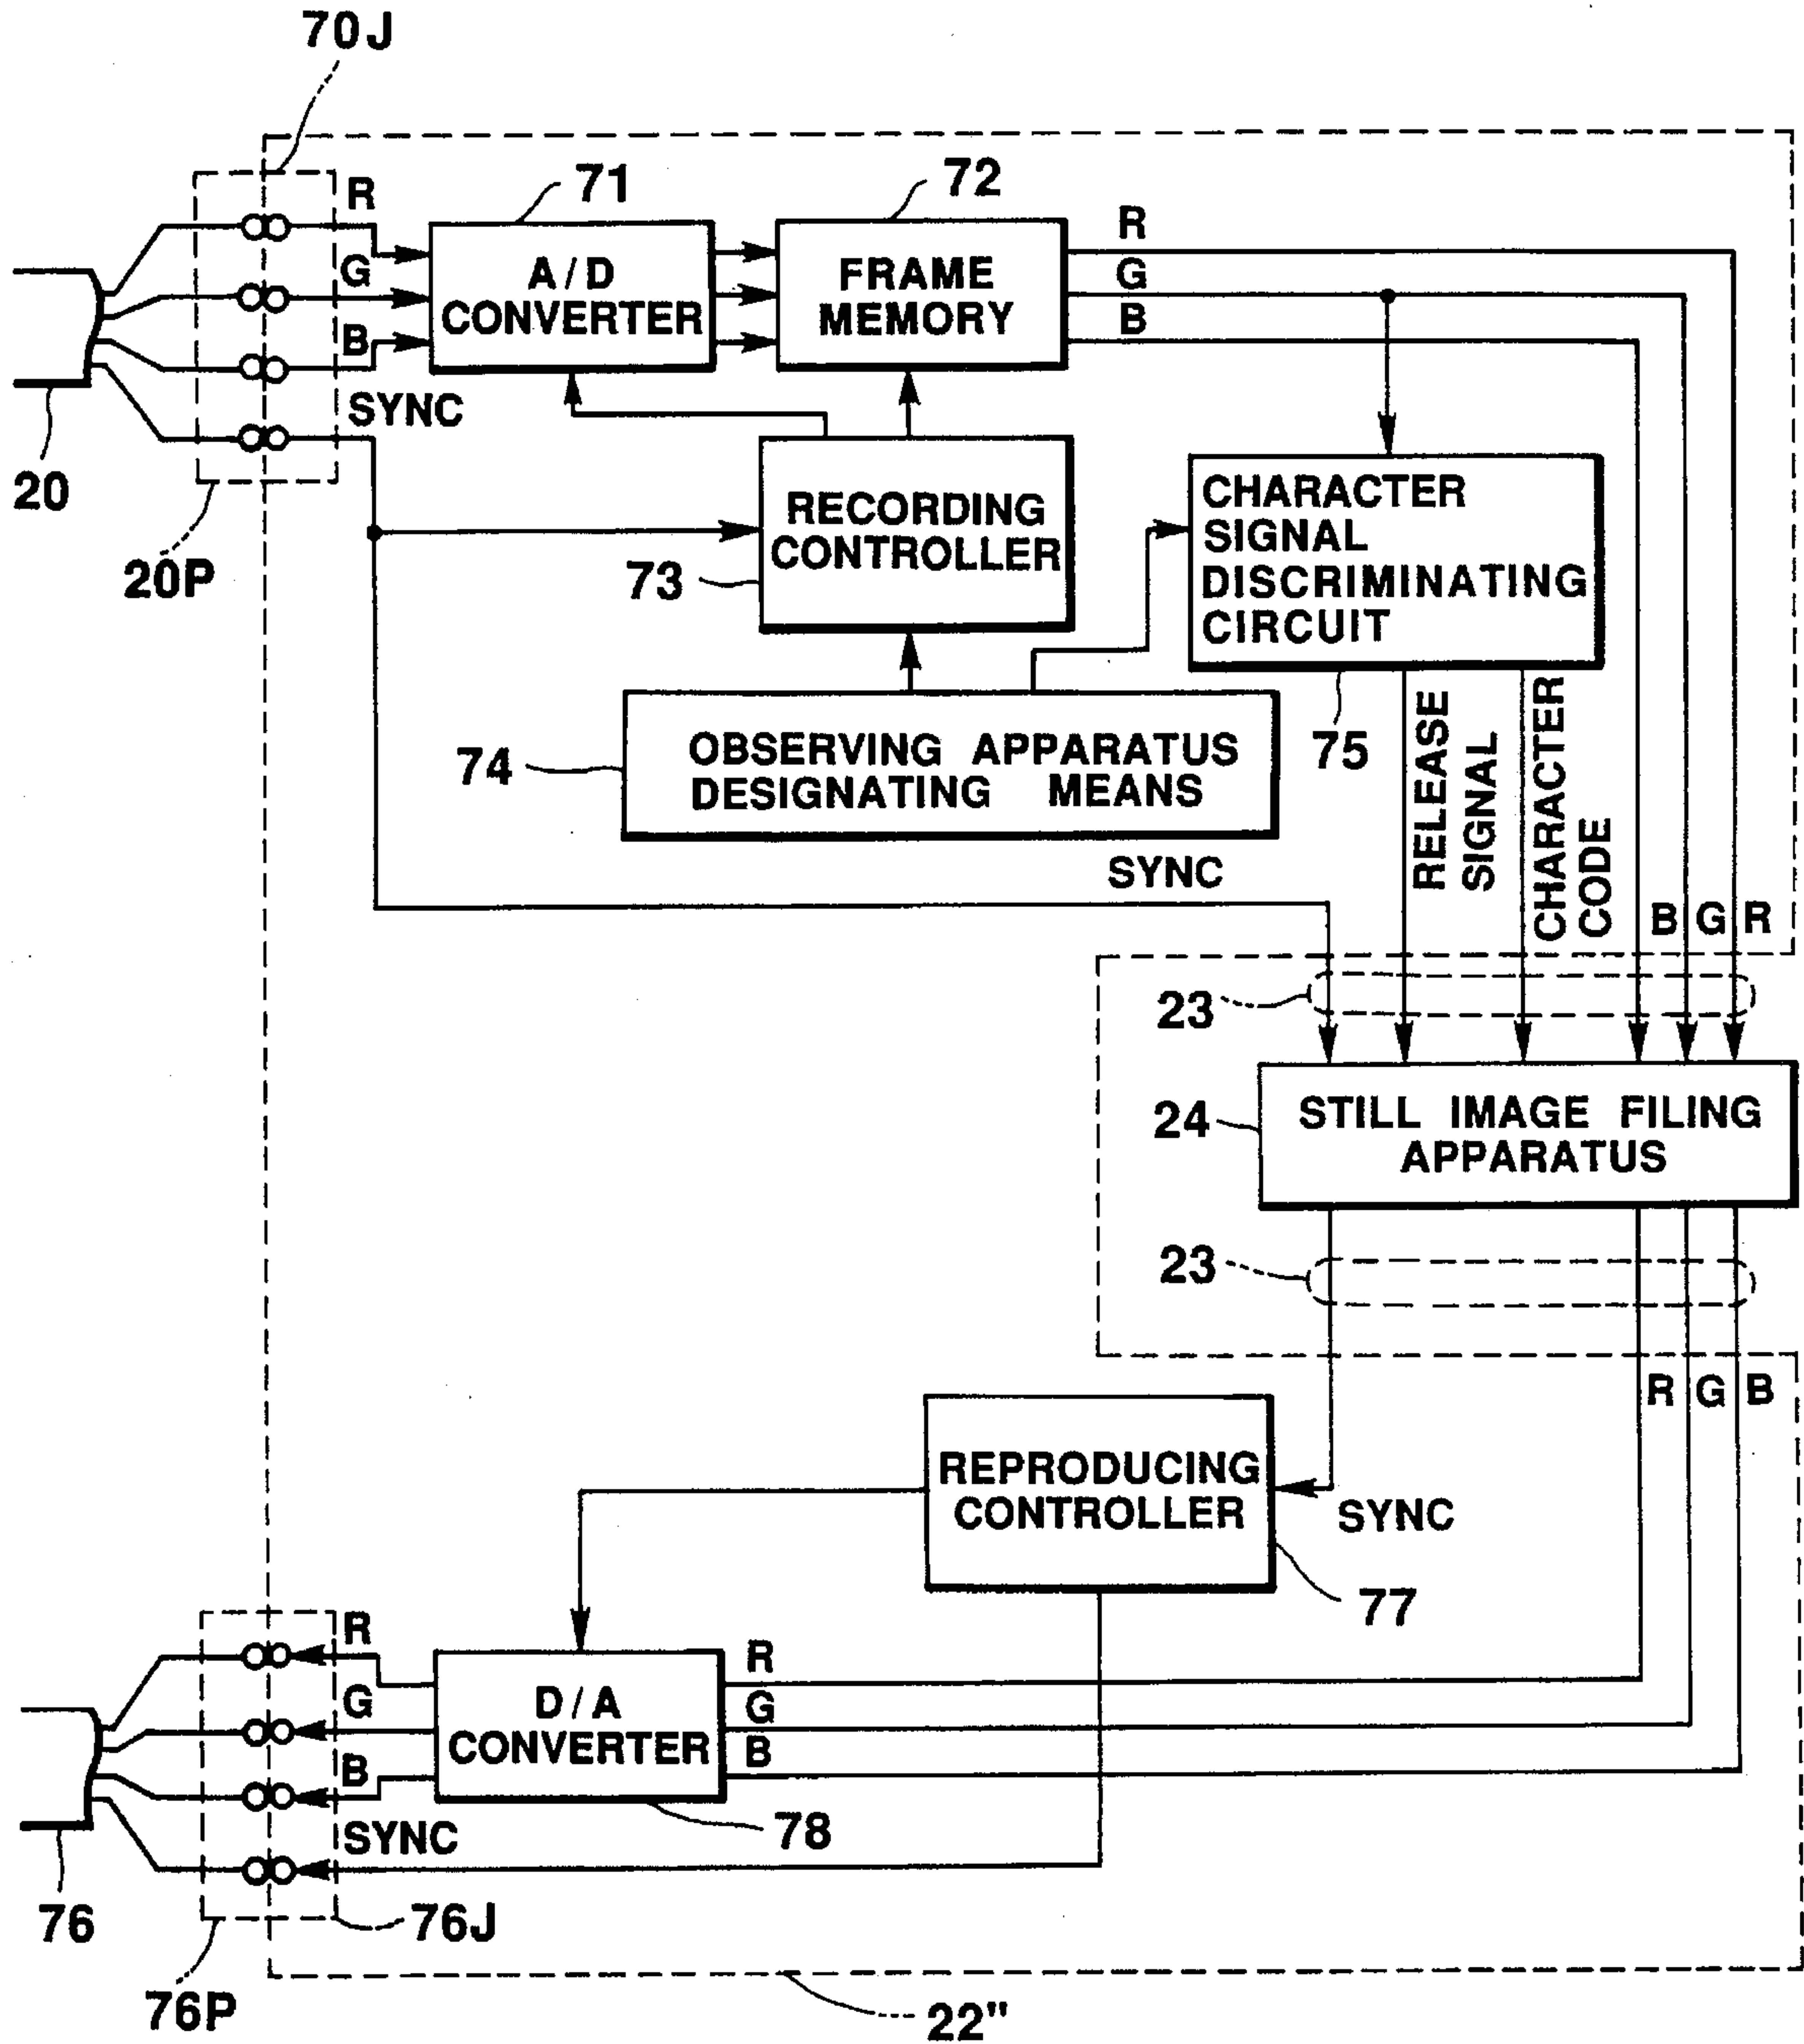 70J
R
71
72
R
G
A/D
CONVERTER
FRAME
MEMORY
G
B
B
SYNC
20
20P
RECORDING
CONTROLLER
73
CHARACTER
SIGNAL
DISCRIMINATING
CIRCUIT
74
OBSERVING APPARATUS
DESIGNATING MEANS
75
RELEASE
SIGNAL
CHARACTER
CODE
SYNC
B G R
23
24
STILL IMAGE FILING
APPARATUS
23
R G B
REPRODUCING
CONTROLLER
SYNC
77
R
G
B
D/A
CONVERTER
R
G
B
78
SYNC
76
76J
76P
22"